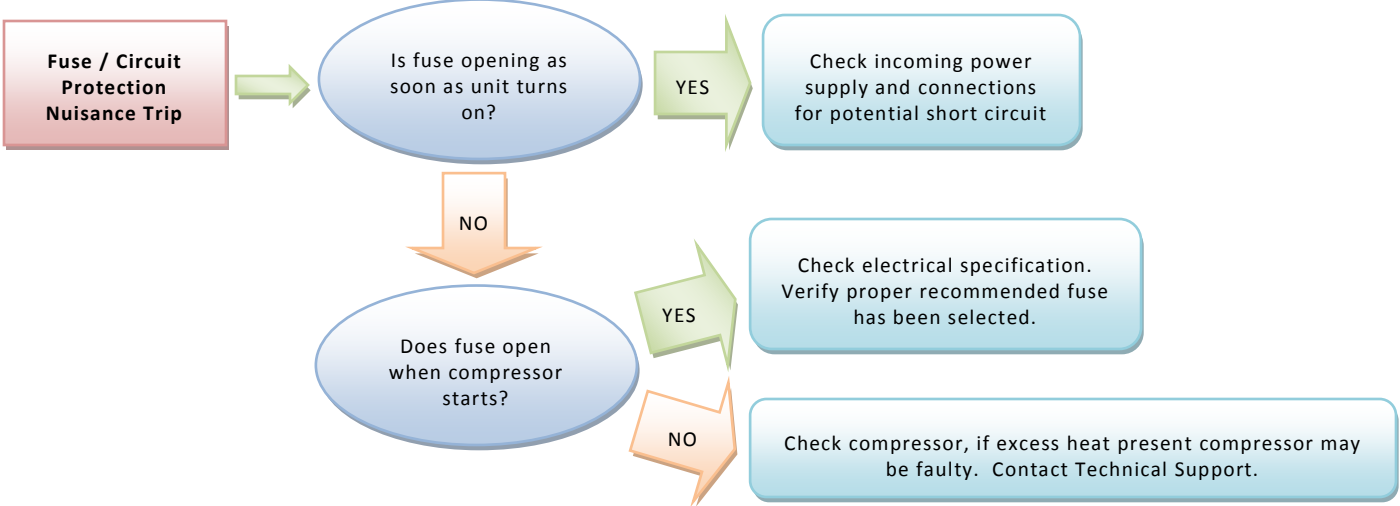 Fuse / Circuit
Protection
Nuisance Trip
Is fuse opening as
soon as unit turns
on?
YES
Check incoming power
supply and connections
for potential short circuit
NO
Does fuse open
when compressor
starts?
YES
Check electrical specification.
Verify proper recommended fuse
has been selected.
NO
Check compressor, if excess heat present compressor may
be faulty.  Contact Technical Support.